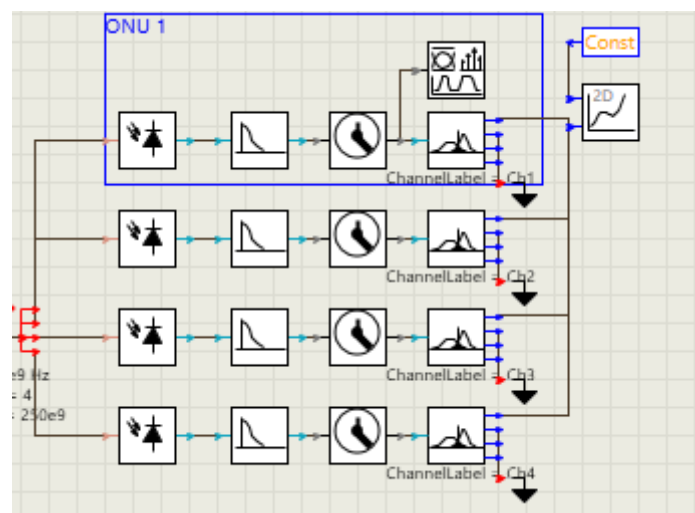 ONU 1
Const
2D
ChannelLabel = Ch1
ChannelLabel = Ch2
ChannelLabel = Ch3
e9 Hz
= 4
= 250e9
ChannelLabel = Ch4